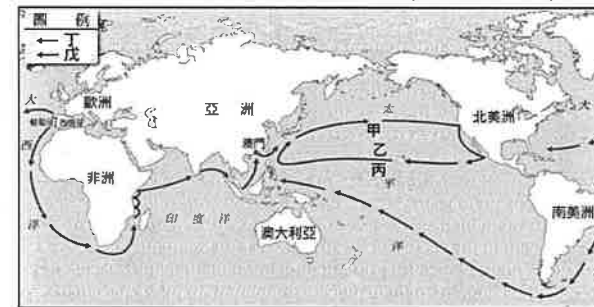 圖 例
丁
戊
大
西
洋
歐洲
葡萄牙
西班牙
亞 洲
澳門
非洲
印 度 洋
澳大利亞
太
平
洋
甲
乙
丙
北美洲
大
南美洲